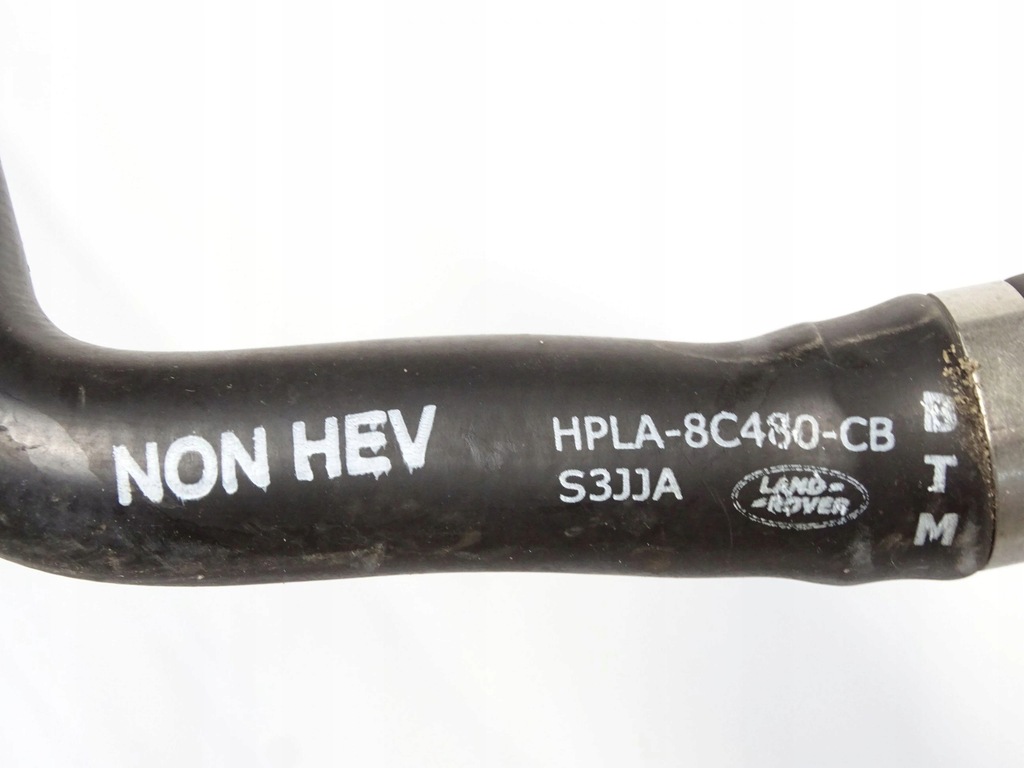 NON HEV
HPLA-8C480-CB
S3JJA
LAND-
-ROVER
B
T
M